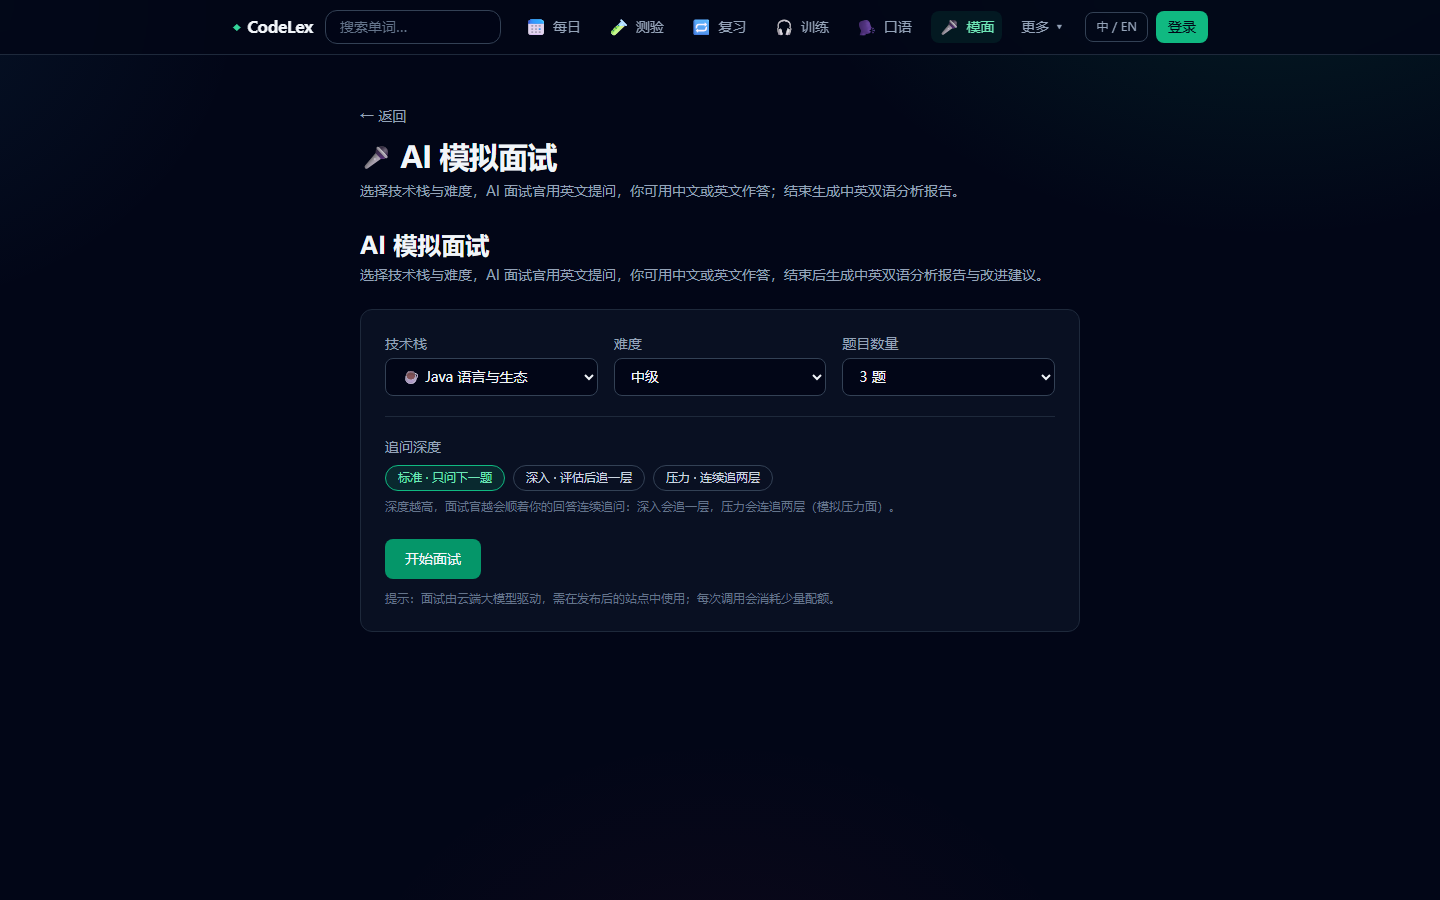 CodeLex 搜索单词... 每日 测验 复习 训练 口语 模面 更多 ▾ 中 / EN 登录
← 返回
AI 模拟面试
选择技术栈与难度，AI 面试官用英文提问，你可用中文或英文作答；结束生成中英双语分析报告。
AI 模拟面试
选择技术栈与难度，AI 面试官用英文提问，你可用中文或英文作答，结束后生成中英双语分析报告与改进建议。
技术栈 难度 题目数量
Java 语言与生态 中级 3 题
追问深度
标准 · 只问下一题 深入 · 评估后追一层 压力 · 连续追两层
深度越高，面试官越会顺着你的回答连续追问：深入会追一层，压力会连追两层（模拟压力面）。
开始面试
提示：面试由云端大模型驱动，需在发布后的站点中使用；每次调用会消耗少量配额。